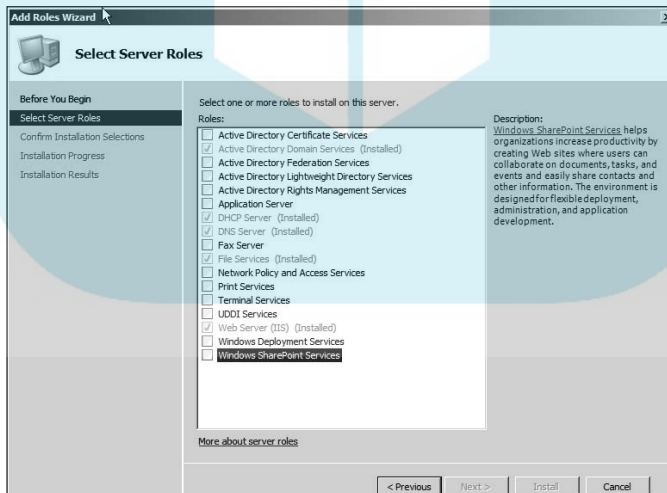 Add Roles Wizard
Select Server Roles
Before You Begin
Select Server Roles
Confirm Installation Selections
Installation Progress
Installation Results
Select one or more roles to install on this server.
Roles:
Active Directory Certificate Services
Active Directory Domain Services (Installed)
Active Directory Federation Services
Active Directory Lightweight Directory Services
Active Directory Rights Management Services
Application Server
DHCP Server (Installed)
DNS Server (Installed)
Fax Server
File Services (Installed)
Network Policy and Access Services
Print Services
Terminal Services
UDDI Services
Web Server (IIS) (Installed)
Windows Deployment Services
Windows SharePoint Services
More about server roles
Description:
Windows SharePoint Services helps
organizations increase productivity by
creating Web sites where users can
collaborate on documents, tasks, and
events and easily share contacts and
other information. The environment is
designed for flexible deployment,
administration, and application
development.
< Previous
Next >
Install
Cancel